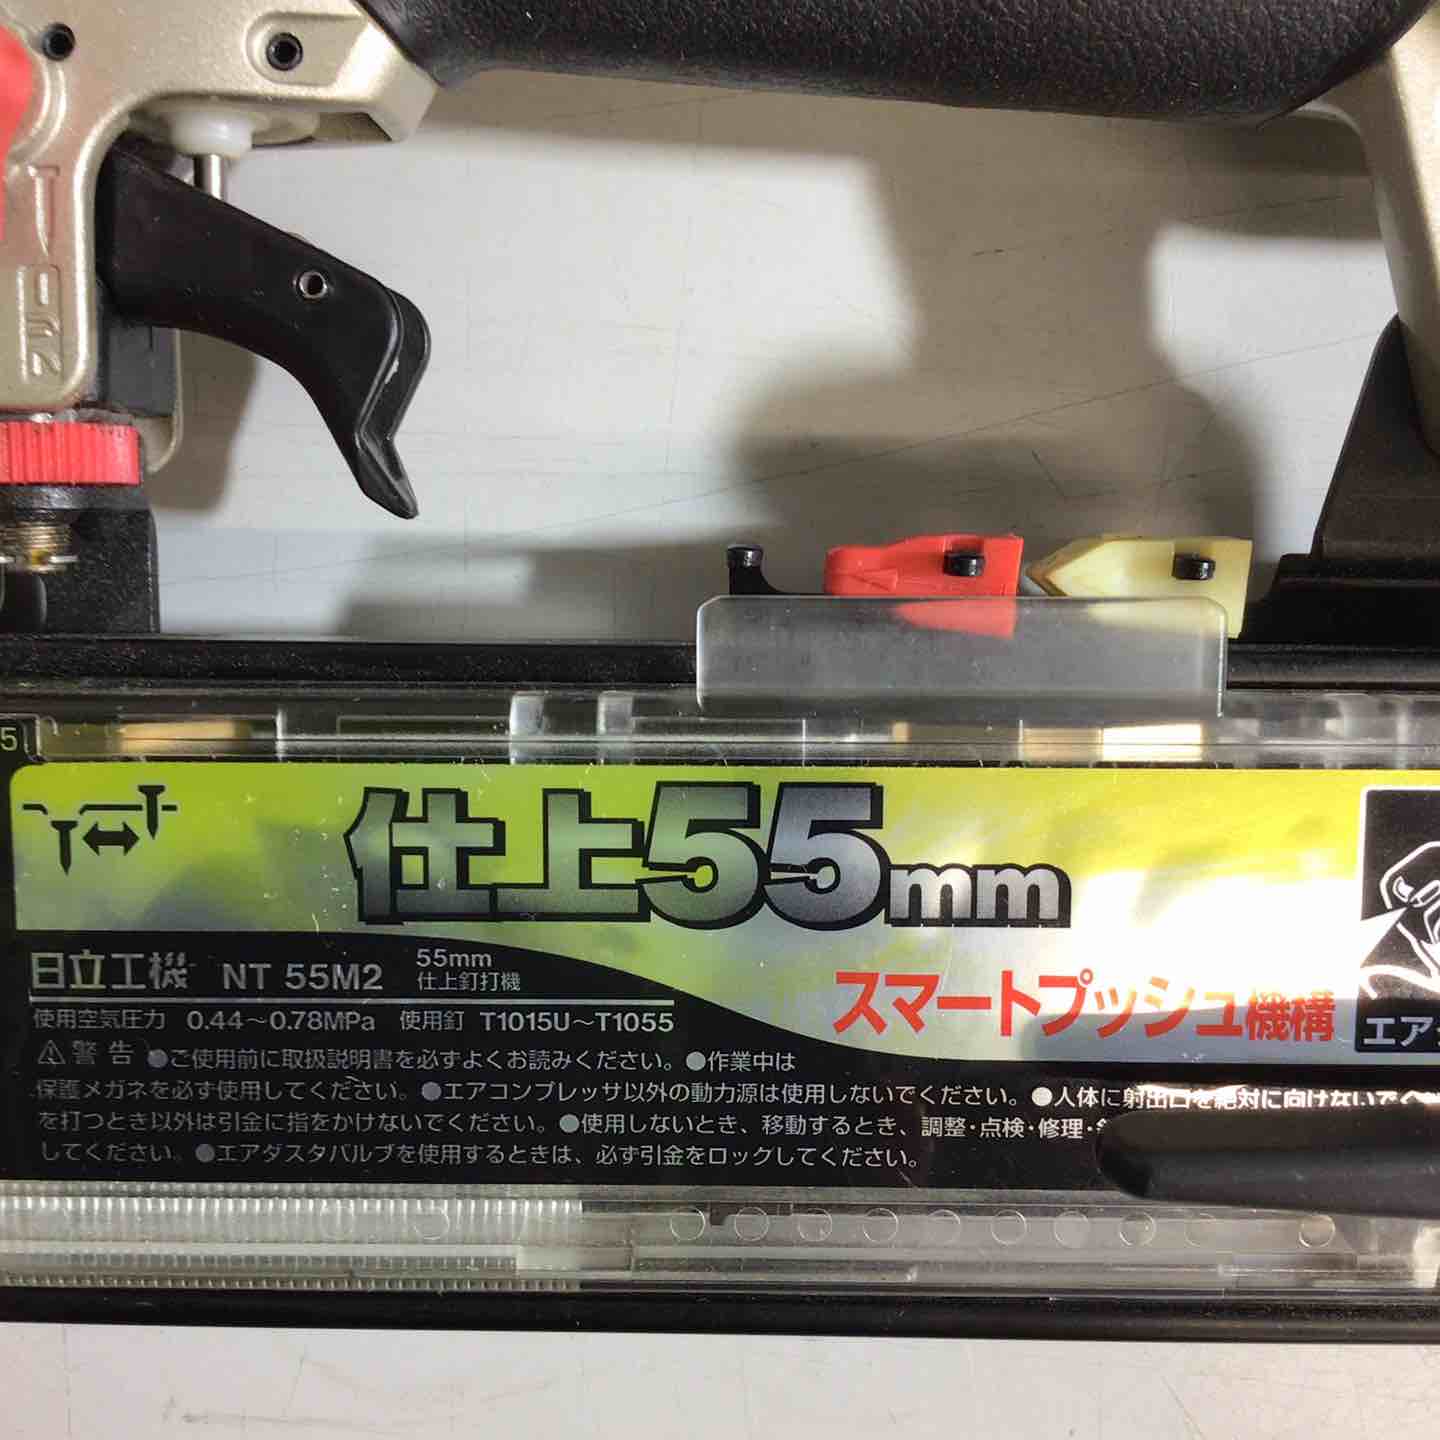 5
仕上55mm
日立工機 NT 55M2 55mm
仕上釘打機
使用空気圧力 0.44～0.78MPa 使用釘 T1015U～T1055
スマートプッシュ機構
エア
⚠警告 ●ご使用前に取扱説明書を必ずよくお読みください。●作業中は
保護メガネを必ず使用してください。●エアコンプレッサ以外の動力源は使用しないでください。●人体に射出口を絶対に向けないで
を打つとき以外は引金に指をかけないでください。●使用しないとき、移動するとき、調整・点検・修理・
してください。●エアダスタバルブを使用するときは、必ず引金をロックしてください。